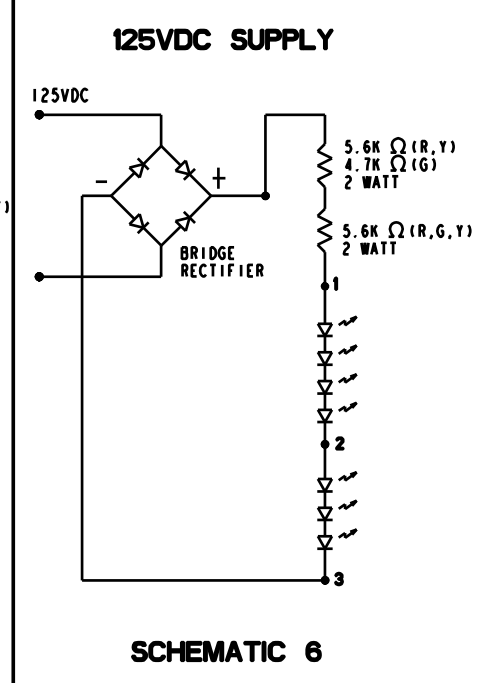 125VDC SUPPLY
125VDC
5.6K Ω (R,Y)
4.7K Ω (G)
2 WATT
)
- +
5.6K Ω (R,G,Y)
2 WATT
BRIDGE
RECTIFIER
1
2
3
SCHEMATIC 6